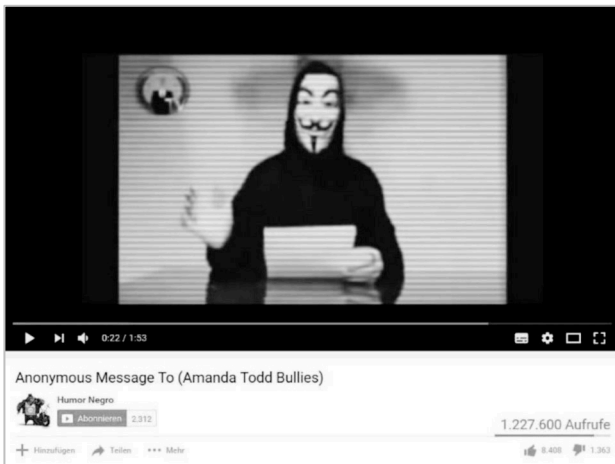 0:22 / 1:53
Anonymous Message To (Amanda Todd Bullies)
Humor Negro
Abonnieren 2.312
1.227.600 Aufrufe
Hinzufügen Teilen Mehr
8.408 1.363